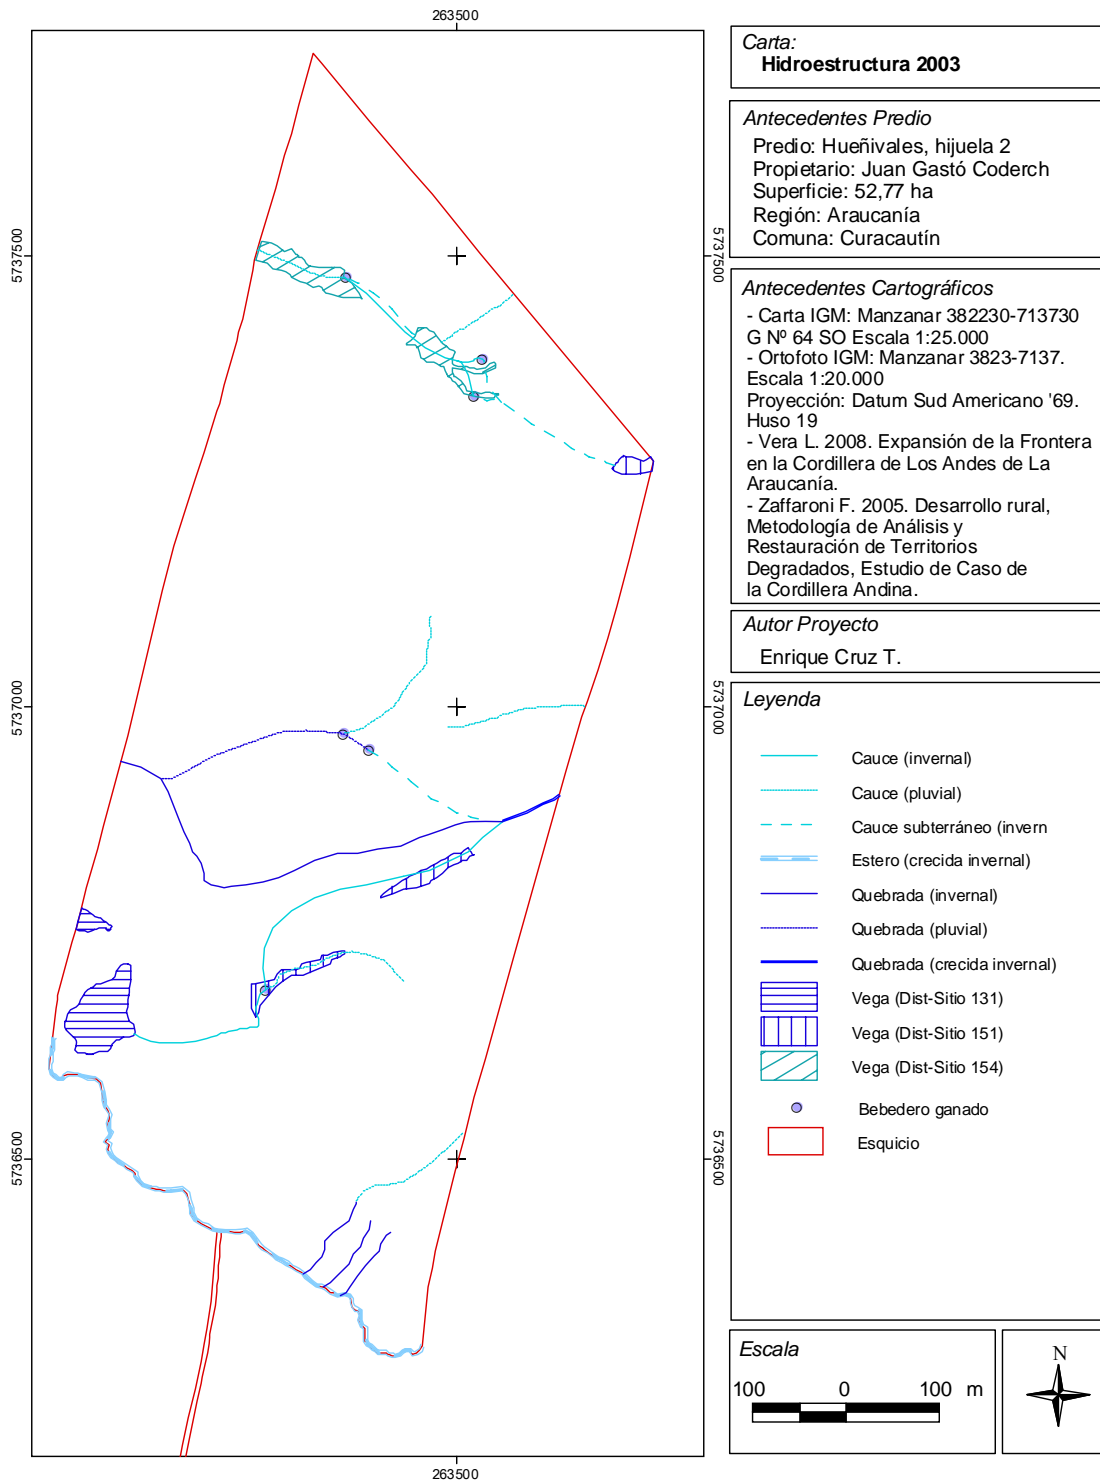 263500
Carta:
Hidroestructura 2003
Antecedentes Predio
Predio: Hueñivales, hijuela 2
Propietario: Juan Gastó Coderch
Superficie: 52,77 ha
Región: Araucanía
Comuna: Curacautín
5737500
5737500
Antecedentes Cartográficos
- Carta IGM: Manzanar 382230-713730
G Nº 64 SO Escala 1:25.000
- Ortofoto IGM: Manzanar 3823-7137.
Escala 1:20.000
Proyección: Datum Sud Americano '69.
Huso 19
- Vera L. 2008. Expansión de la Frontera
en la Cordillera de Los Andes de La
Araucanía.
- Zaffaroni F. 2005. Desarrollo rural,
Metodología de Análisis y
Restauración de Territorios
Degradados, Estudio de Caso de
la Cordillera Andina.
Autor Proyecto
Enrique Cruz T.
5737000
5737000
Leyenda
Cauce (invernal)
Cauce (pluvial)
Cauce subterráneo (invern
Estero (crecida invernal)
Quebrada (invernal)
Quebrada (pluvial)
Quebrada (crecida invernal)
Vega (Dist-Sitio 131)
Vega (Dist-Sitio 151)
Vega (Dist-Sitio 154)
Bebedero ganado
Esquicio
5736500
5736500
Escala
100 0 100 m
N
263500